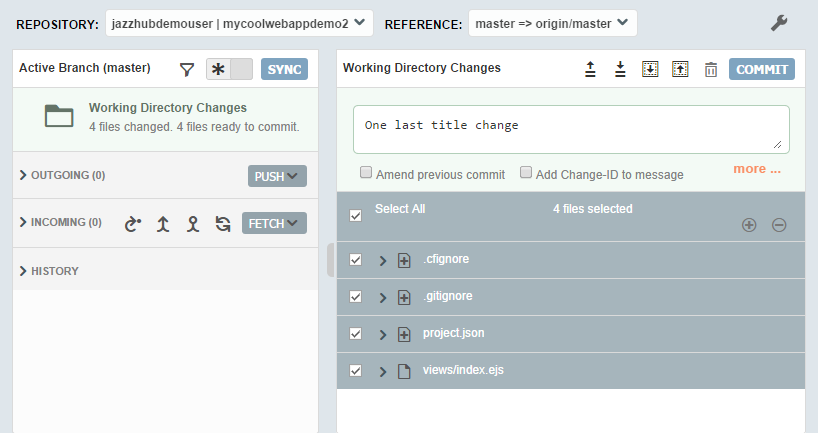 REPOSITORY: jazzhubdemouser | mycoolwebappdemo2 REFERENCE: master => origin/master
Active Branch (master) SYNC
Working Directory Changes
4 files changed. 4 files ready to commit.
OUTGOING (0) PUSH
INCOMING (0) FETCH
HISTORY
Working Directory Changes COMMIT
One last title change
Amend previous commit Add Change-ID to message more ...
Select All 4 files selected
.cfignore
.gitignore
project.json
views/index.ejs